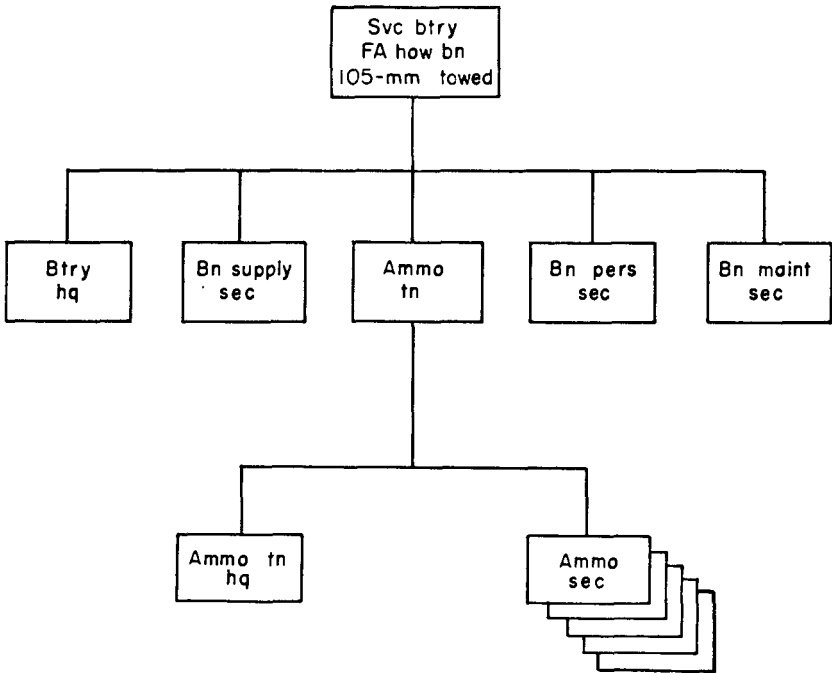 Svc btry
FA how bn
105-mm towed
Btry
hq
Bn supply
sec
Ammo
tn
Bn pers
sec
Bn maint
sec
Ammo tn
hq
Ammo
sec